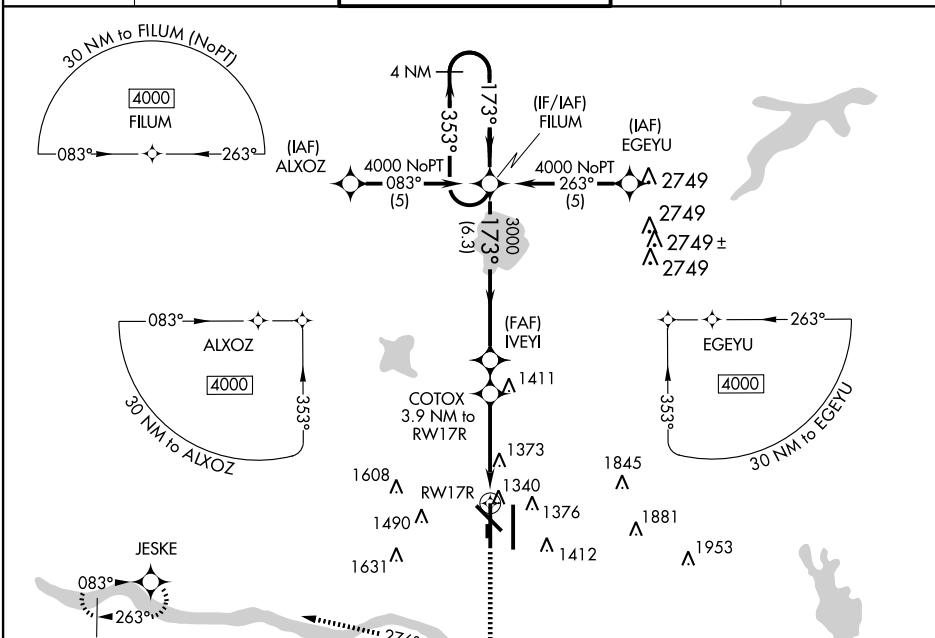 30 NM to FILUM (NoPT)
4000
FILUM
083°
263°
4 NM
353°
173°
(IF/IAF)
FILUM
(IAF)
ALXOZ
4000 NoPT
083°
(5)
(IAF)
EGEYU
4000 NoPT
263°
(5)
2749
2749
2749 ±
2749
3000
173°
(6.3)
083°
ALXOZ
4000
353°
30 NM to ALXOZ
(FAF)
IVEYI
COTOX
3.9 NM to
RW17R
1411
263°
EGEYU
4000
353°
30 NM to EGEYU
1373
1608
RW17R
1340
1845
1490
1376
1881
1631
1412
1953
JESKE
083°
263°